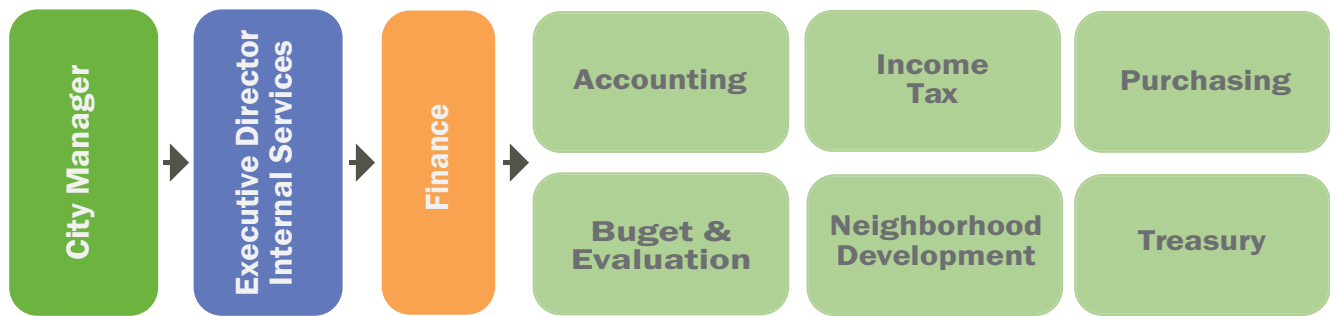 City Manager
Executive Director
Internal Services
Finance
Accounting
Income
Tax
Purchasing
Buget &
Evaluation
Neighborhood
Development
Treasury